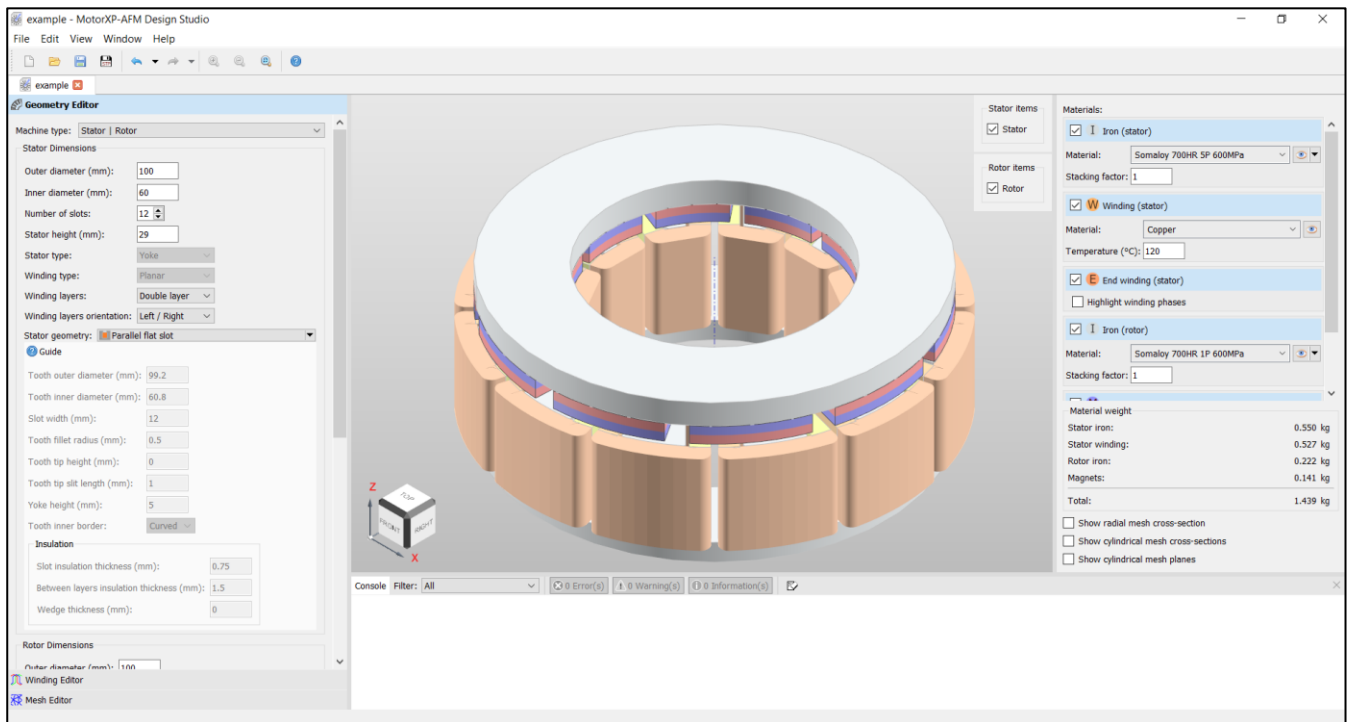 example - MotorXP-AFM Design Studio
File Edit View Window Help
example
Geometry Editor
Machine type: Stator | Rotor
Stator Dimensions
Outer diameter (mm): 100
Inner diameter (mm): 60
Number of slots: 12
Stator height (mm): 29
Stator type: Yoke
Winding type: Planar
Winding layers: Double layer
Winding layers orientation: Left / Right
Stator geometry: Parallel flat slot
Guide
Tooth outer diameter (mm): 99.2
Tooth inner diameter (mm): 60.8
Slot width (mm): 12
Tooth fillet radius (mm): 0.5
Tooth tip height (mm): 0
Tooth tip slit length (mm): 1
Yoke height (mm): 5
Tooth inner border: Curved
Insulation
Slot insulation thickness (mm): 0.75
Between layers insulation thickness (mm): 1.5
Wedge thickness (mm): 0
Rotor Dimensions
Outer diameter (mm): 100
Winding Editor
Mesh Editor
Z
TOP
FRONT
RIGHT
X
Stator items
Stator
Rotor items
Rotor
Materials:
I Iron (stator)
Material: Somaloy 700HR 5P 600MPa
Stacking factor: 1
W Winding (stator)
Material: Copper
Temperature (°C): 120
E End winding (stator)
Highlight winding phases
I Iron (rotor)
Material: Somaloy 700HR 1P 600MPa
Stacking factor: 1
Material weight
Stator iron: 0.550 kg
Stator winding: 0.527 kg
Rotor iron: 0.222 kg
Magnets: 0.141 kg
Total: 1.439 kg
Show radial mesh cross-section
Show cylindrical mesh cross-sections
Show cylindrical mesh planes
Console Filter: All 0 Error(s) 0 Warning(s) 0 Information(s)